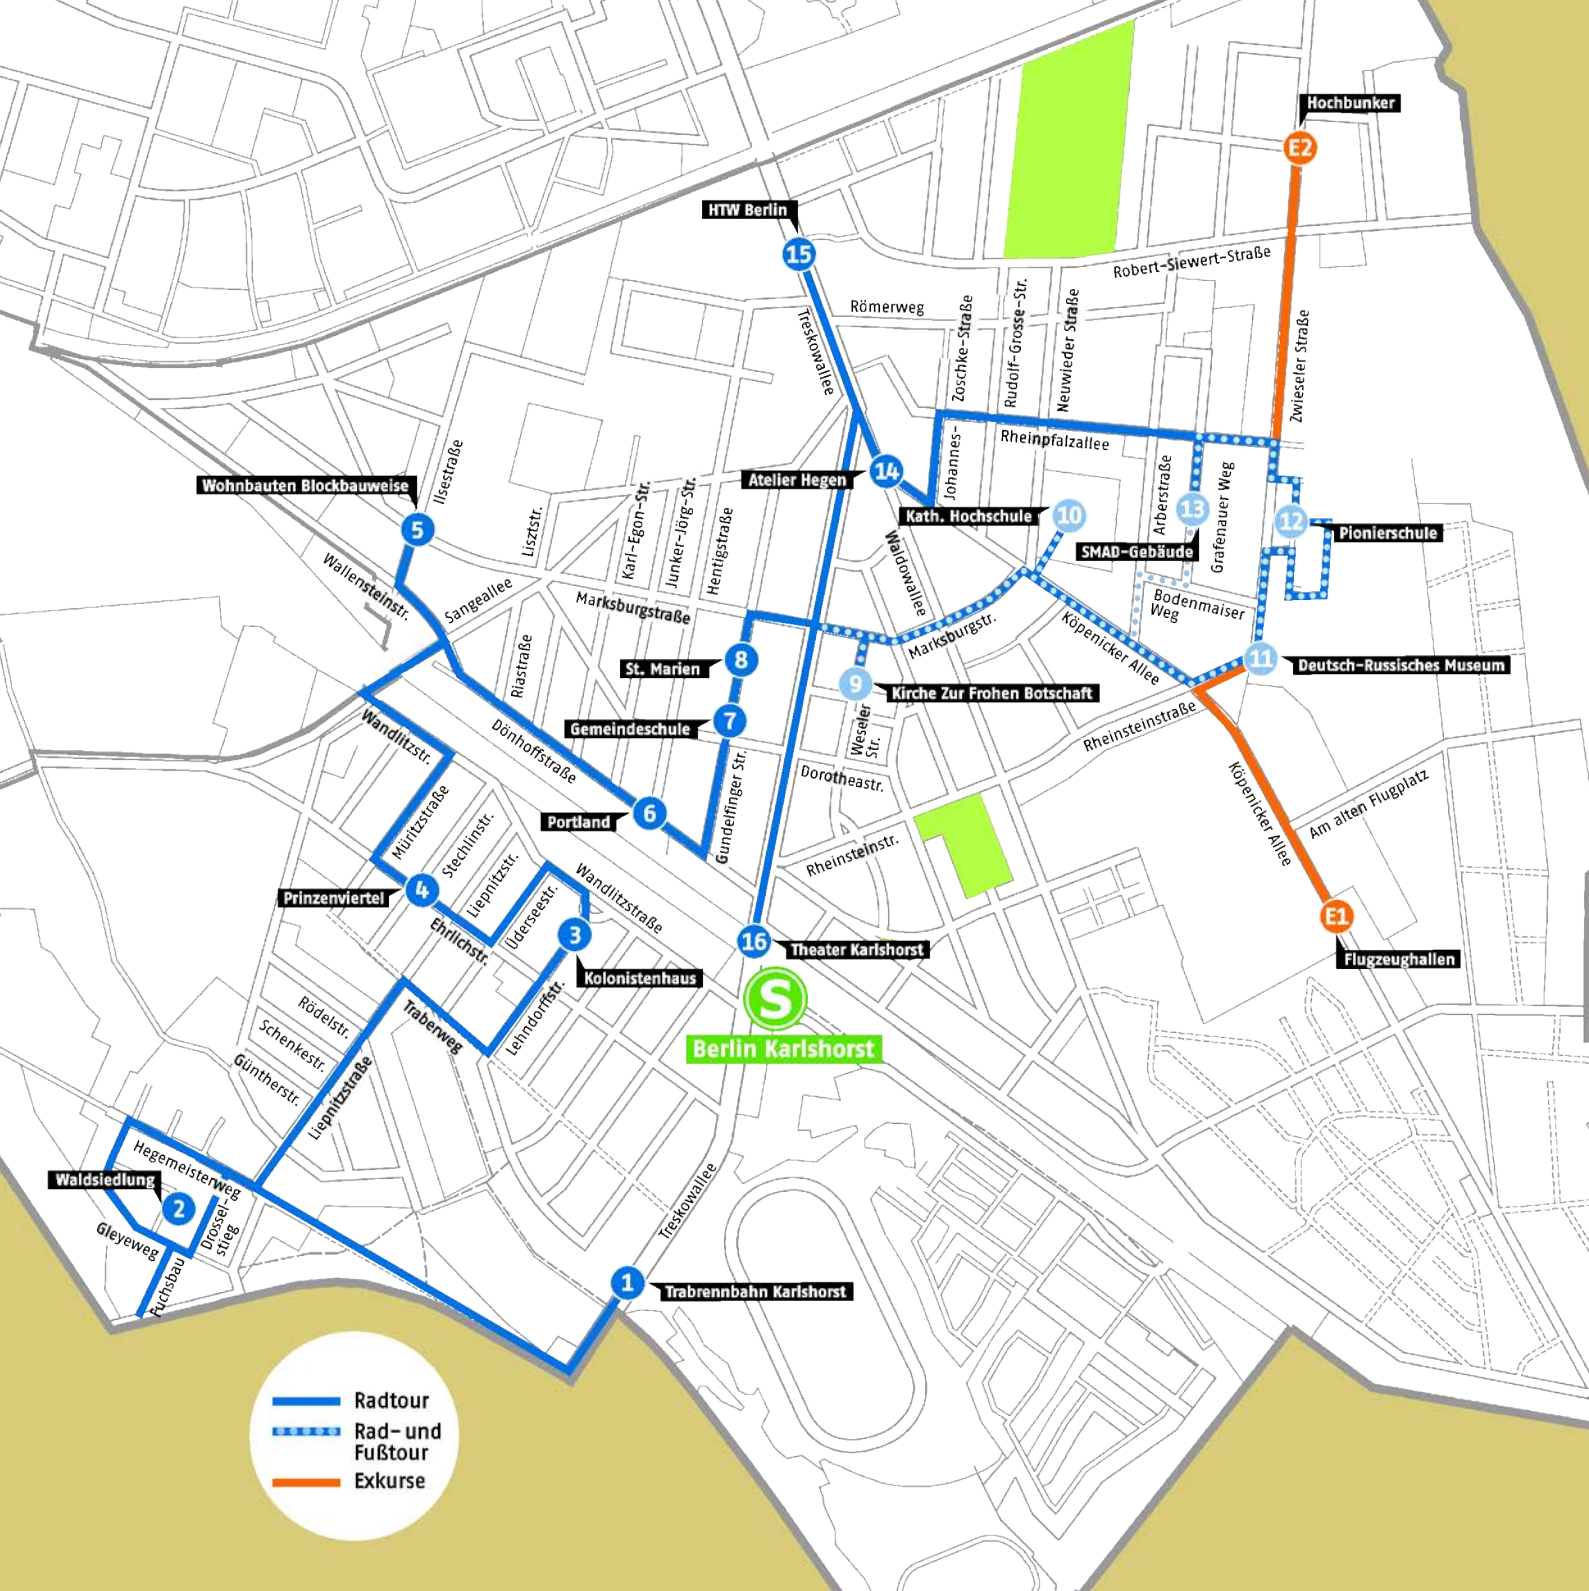 Hochbunker
E2
HTW Berlin
15
Robert-Siewert-Straße
Römerweg
Treskowallee
Zoschke-Straße
Rudolf-Grosse-Str.
Neuwieder Straße
Zwieseler Straße
Rheinpfalzallee
Johannes-
Ilsestraße
Wohnbauten Blockbauweise
5
Atelier Hegen
14
Kath. Hochschule
10
Arberstraße
13
SMAD-Gebäude
Grafenauer Weg
12
Pionierschule
Lisztstr.
Karl-Egon-Str.
Junker-Jörg-Str.
Hentigstraße
Waldowallee
Wallensteinstr.
Sangeallee
Marksburgstraße
Marksburgstr.
Bodenmaiser
Weg
Köpenicker Allee
Riastraße
St. Marien
8
9
Kirche Zur Frohen Botschaft
11
Deutsch-Russisches Museum
Gemeindeschule
7
Weseler
Str.
Rheinsteinstraße
Wandlitzstr.
Dönhoffstraße
Dorotheastr.
Gundelfinger Str.
Köpenicker Allee
Am alten Flugplatz
Portland
6
Müritzstraße
Stechlinstr.
Liepnitzstr.
Rheinsteinstr.
Prinzenviertel
4
Ehrlichstr.
Üderseestr.
Wandlitzstraße
3
Kolonistenhaus
16
Theater Karlshorst
E1
Flugzeughallen
S
Berlin Karlshorst
Rödelstr.
Schenkestr.
Güntherstr.
Traberweg
Lehndorffstr.
Liepnitzstraße
Hegemeisterweg
Waldsiedlung
2
Drossel-
stieg
Gleyeweg
Fuchsbau
Treskowallee
1
Trabrennbahn Karlshorst
Radtour
Rad- und
Fußtour
Exkurse